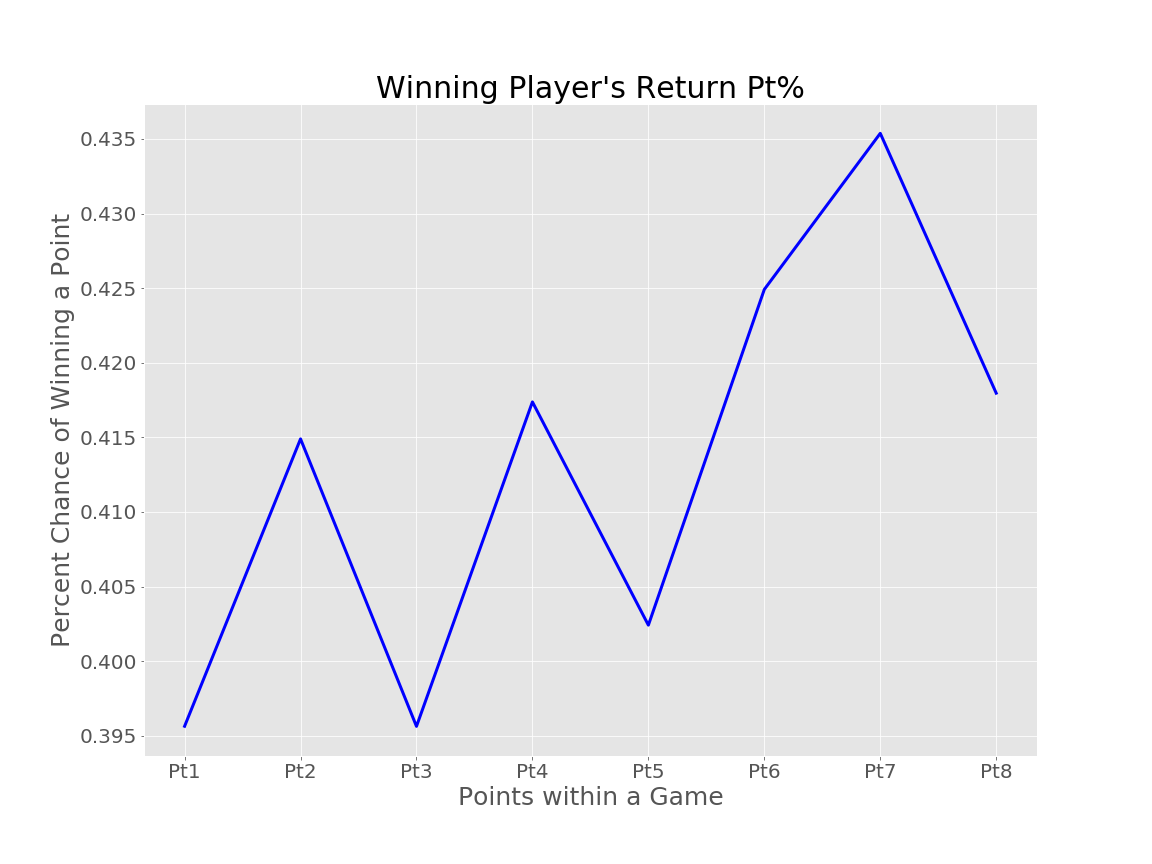 Winning Player's Return Pt%
Percent Chance of Winning a Point
0.435
0.430
0.425
0.420
0.415
0.410
0.405
0.400
0.395
Pt1 Pt2 Pt3 Pt4 Pt5 Pt6 Pt7 Pt8
Points within a Game